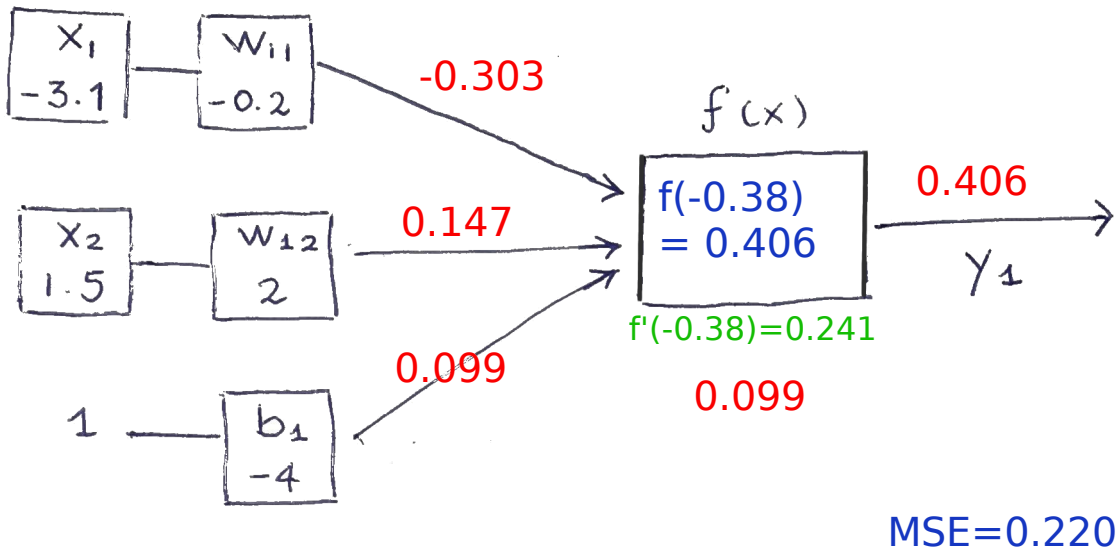 x₁
-3.1
w₁₁
-0.2
-0.303
f(x)
x₂
1.5
w₁₂
2
0.147
f(-0.38)
= 0.406
0.406
y₁
f'(-0.38)=0.241
1
b₁
-4
0.099
0.099
MSE=0.220